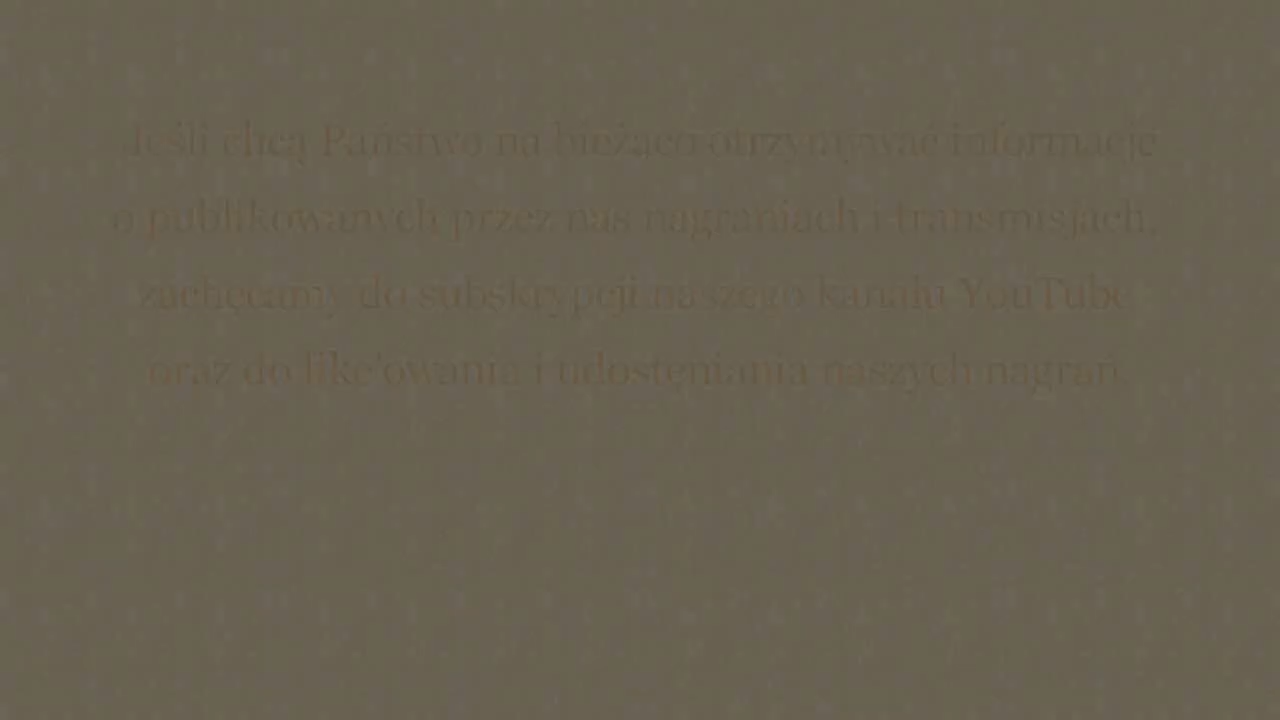 Jeśli chcą Państwo na bieżąco otrzymywać informacje
o publikowanych przez nas nagraniach i transmisjach,
zachęcamy do subskrypcji naszego kanału YouTube
oraz do like'owania i udostęniania naszych nagrań.